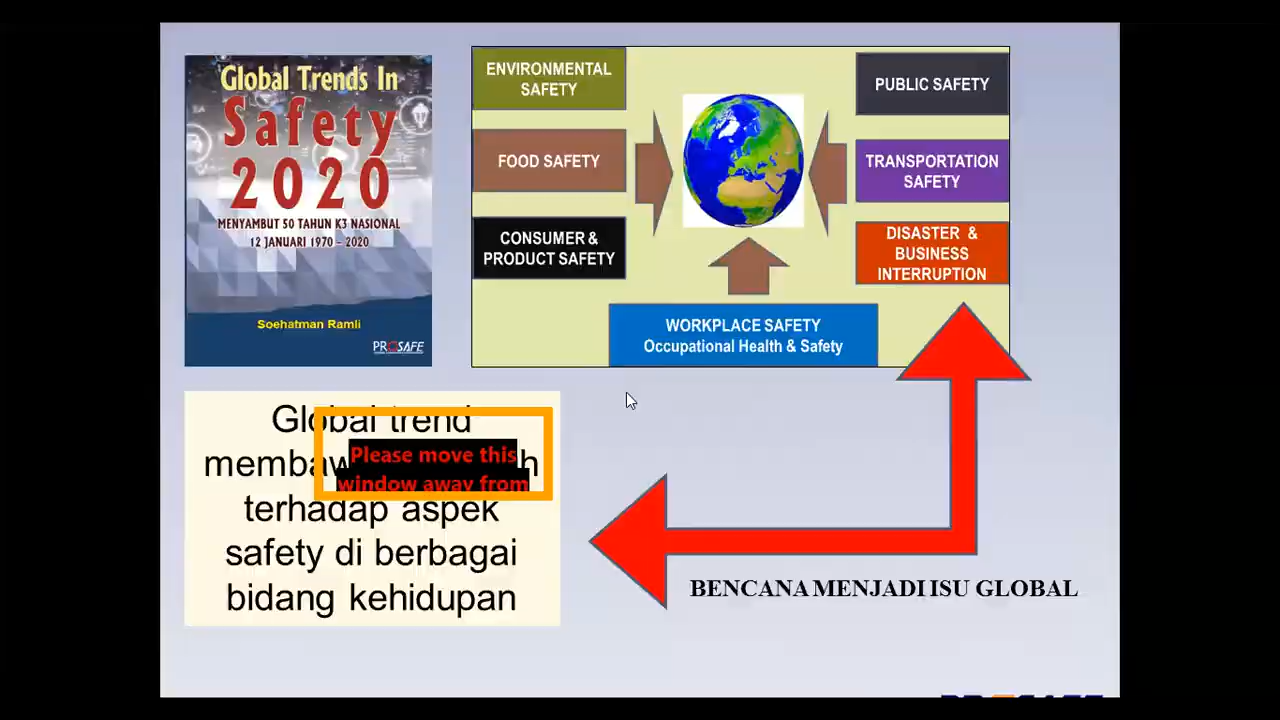 Global Trends In
Safety
2020
MENYAMBUT 50 TAHUN K3 NASIONAL
12 JANUARI 1970 - 2020
Soehatman Ramli
PROSAFE
ENVIRONMENTAL
SAFETY
FOOD SAFETY
CONSUMER &
PRODUCT SAFETY
PUBLIC SAFETY
TRANSPORTATION
SAFETY
DISASTER &
BUSINESS
INTERRUPTION
WORKPLACE SAFETY
Occupational Health & Safety
Global trend
Please move this
window away from
terhadap aspek
safety di berbagai
bidang kehidupan
BENCANA MENJADI ISU GLOBAL